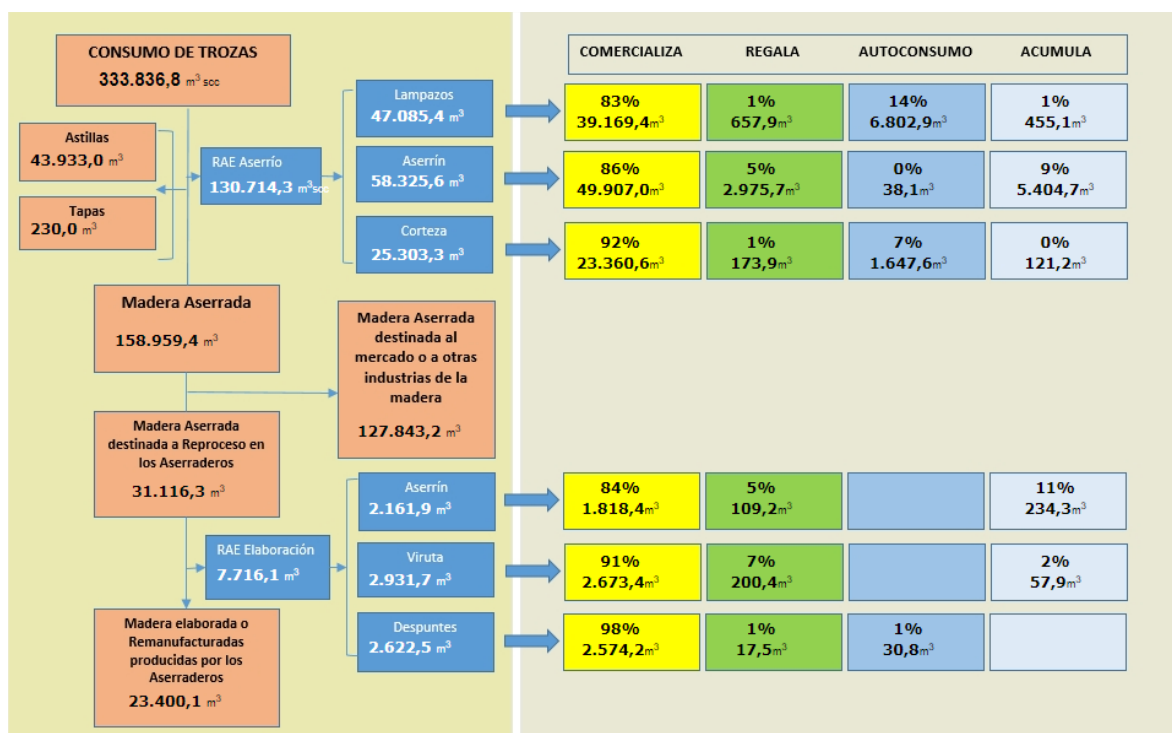 CONSUMO DE TROZAS
333.836,8 m³ scc
Astillas
43.933,0 m³
Tapas
230,0 m³
RAE Aserrío
130.714,3 m³scc
Lampazos
47.085,4 m³
Aserrín
58.325,6 m³
Corteza
25.303,3 m³
COMERCIALIZA REGALA AUTOCONSUMO ACUMULA
83% 1% 14% 1%
39.169,4m³ 657,9m³ 6.802,9m³ 455,1m³
86% 5% 0% 9%
49.907,0m³ 2.975,7m³ 38,1m³ 5.404,7m³
92% 1% 7% 0%
23.360,6m³ 173,9m³ 1.647,6m³ 121,2m³
Madera Aserrada
158.959,4 m³
Madera Aserrada
destinada al
mercado o a otras
industrias de la
madera
127.843,2 m³
Madera Aserrada
destinada a Reproceso en
los Aserraderos
31.116,3 m³
RAE Elaboración
7.716,1 m³
Aserrín
2.161,9 m³
Viruta
2.931,7 m³
Despuntes
2.622,5 m³
84% 5% 11%
1.818,4m³ 109,2m³ 234,3m³
91% 7% 2%
2.673,4m³ 200,4m³ 57,9m³
98% 1% 1%
2.574,2m³ 17,5m³ 30,8m³
Madera elaborada o
Remanufacturadas
producidas por los
Aserraderos
23.400,1 m³